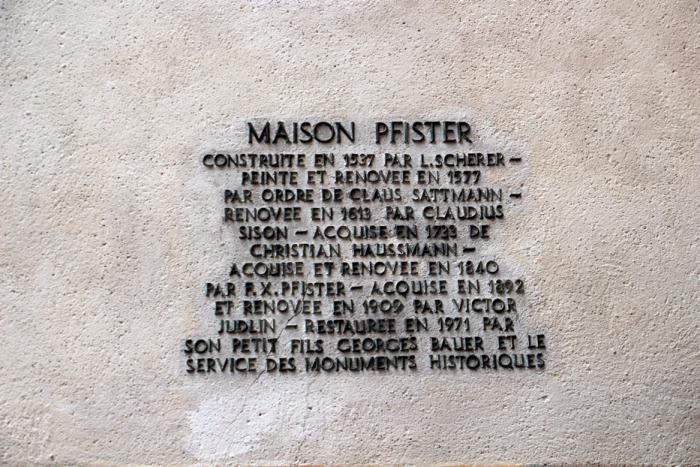 MAISON PFISTER
CONSTRUITE EN 1537 PAR L.SCHERER —
PEINTE ET RENOVEE EN 1577
PAR ORDRE DE CLAUS SATTMANN —
RENOVEE EN 1613 PAR CLAUDIUS
SISON — ACQUISE EN 1733 DE
CHRISTIAN HAUSSMANN —
ACQUISE ET RENOVEE EN 1840
PAR F.X.PFISTER — ACQUISE EN 1892
ET RENOVEE EN 1909 PAR VICTOR
JUDLIN — RESTAUREE EN 1971 PAR
SON PETIT FILS GEORGES BAUER ET LE
SERVICE DES MONUMENTS HISTORIQUES